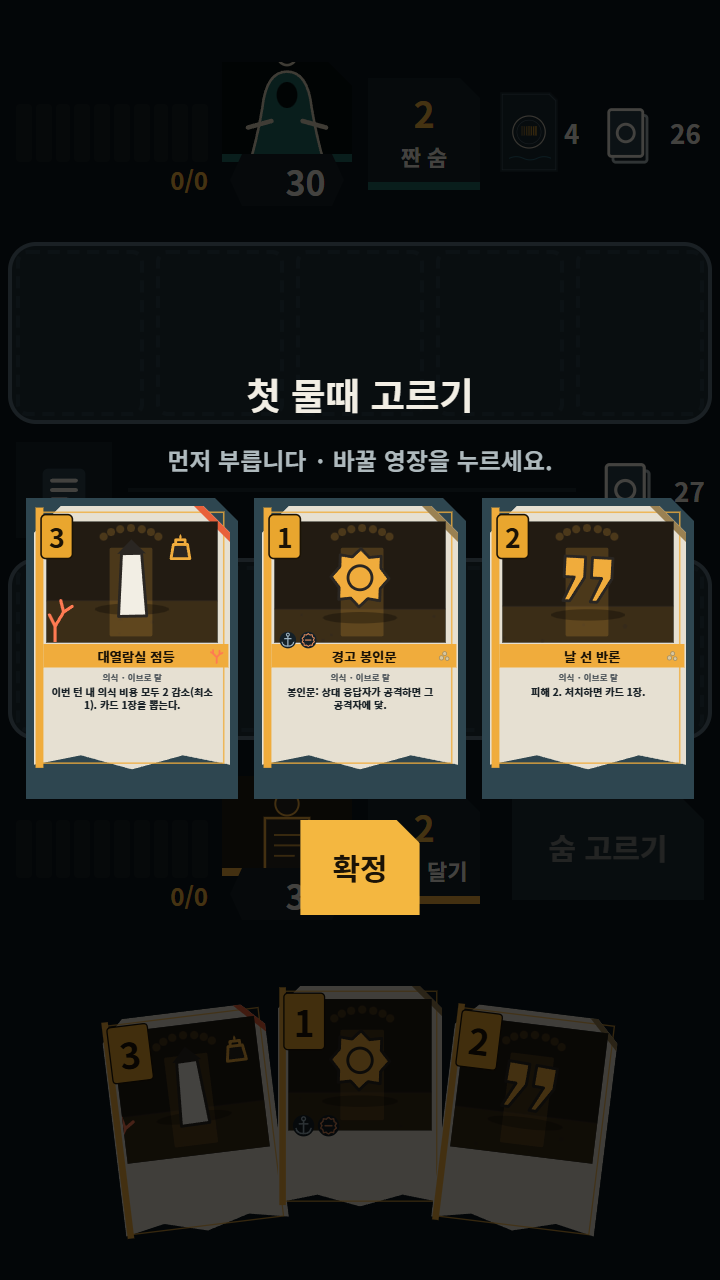 2
짠 숨
4
26
0/0
30
첫 물때 고르기
먼저 부릅니다 · 바꿀 영장을 누르세요.
27
3
대열람실 점등
의식 · 이브로 탈
이번 턴 내 의식 비용 모두 2 감소(최소
1). 카드 1장을 뽑는다.
1
경고 봉인문
의식 · 이브로 탈
봉인문: 상대 응답자가 공격하면 그
공격자에 닻.
2
날 선 반론
의식 · 이브로 탈
피해 2. 처치하면 카드 1장.
2
달기
숨 고르기
확정
0/0
3
3
1
2